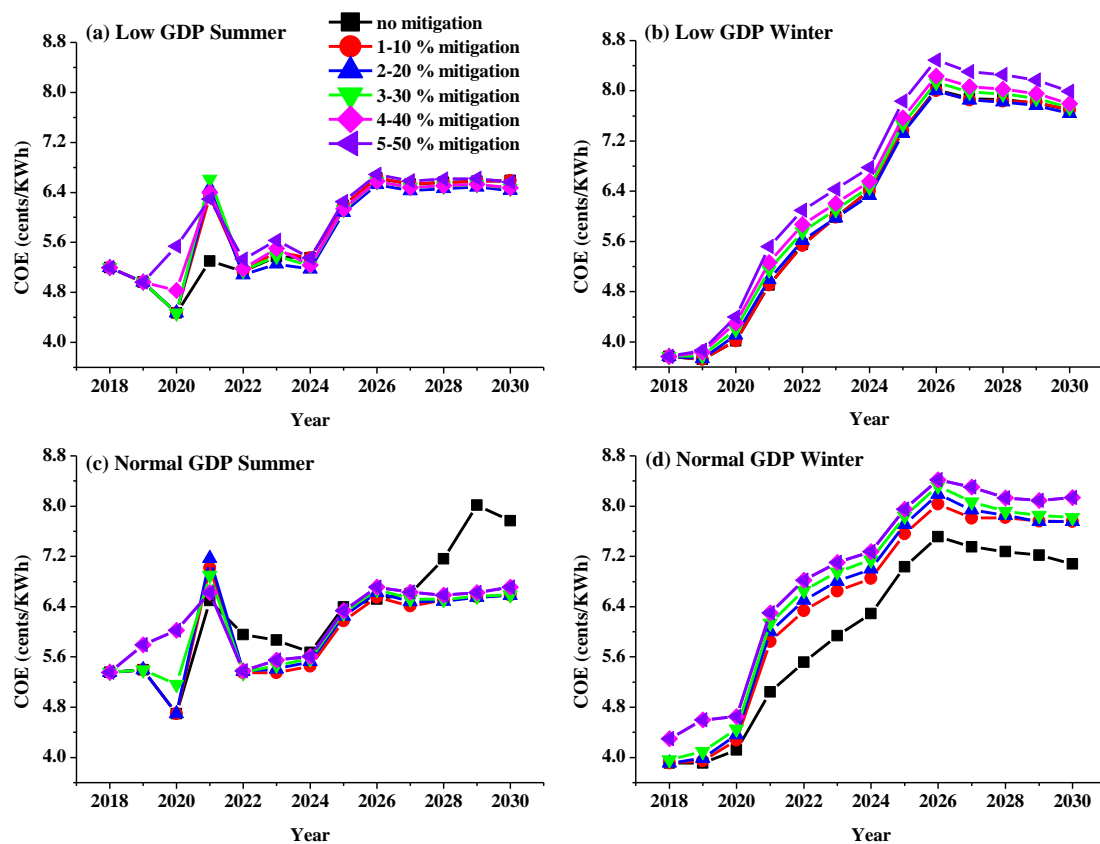 (a) Low GDP Summer
no mitigation
1-10 % mitigation
2-20 % mitigation
3-30 % mitigation
4-40 % mitigation
5-50 % mitigation
COE (cents/KWh)
8.8
8.0
7.2
6.4
5.6
4.8
4.0
2018 2020 2022 2024 2026 2028 2030
Year
(b) Low GDP Winter
COE (cents/KWh)
8.8
8.0
7.2
6.4
5.6
4.8
4.0
2018 2020 2022 2024 2026 2028 2030
Year
(c) Normal GDP Summer
COE (cents/KWh)
8.8
8.0
7.2
6.4
5.6
4.8
4.0
2018 2020 2022 2024 2026 2028 2030
Year
(d) Normal GDP Winter
COE (cents/KWh)
8.8
8.0
7.2
6.4
5.6
4.8
4.0
2018 2020 2022 2024 2026 2028 2030
Year